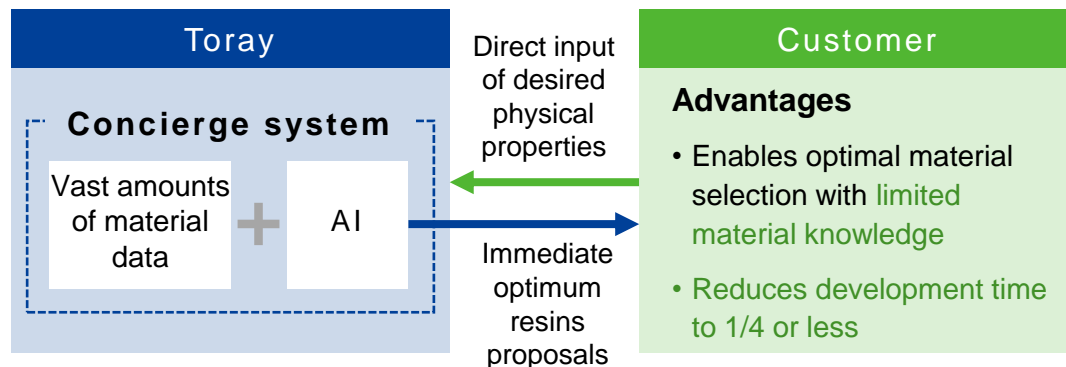 Toray
Concierge system
Vast amounts
of material
data
+
AI
Direct input
of desired
physical
properties
Immediate
optimum
resins
proposals
Customer
Advantages
• Enables optimal material
selection with limited
material knowledge
• Reduces development time
to 1/4 or less